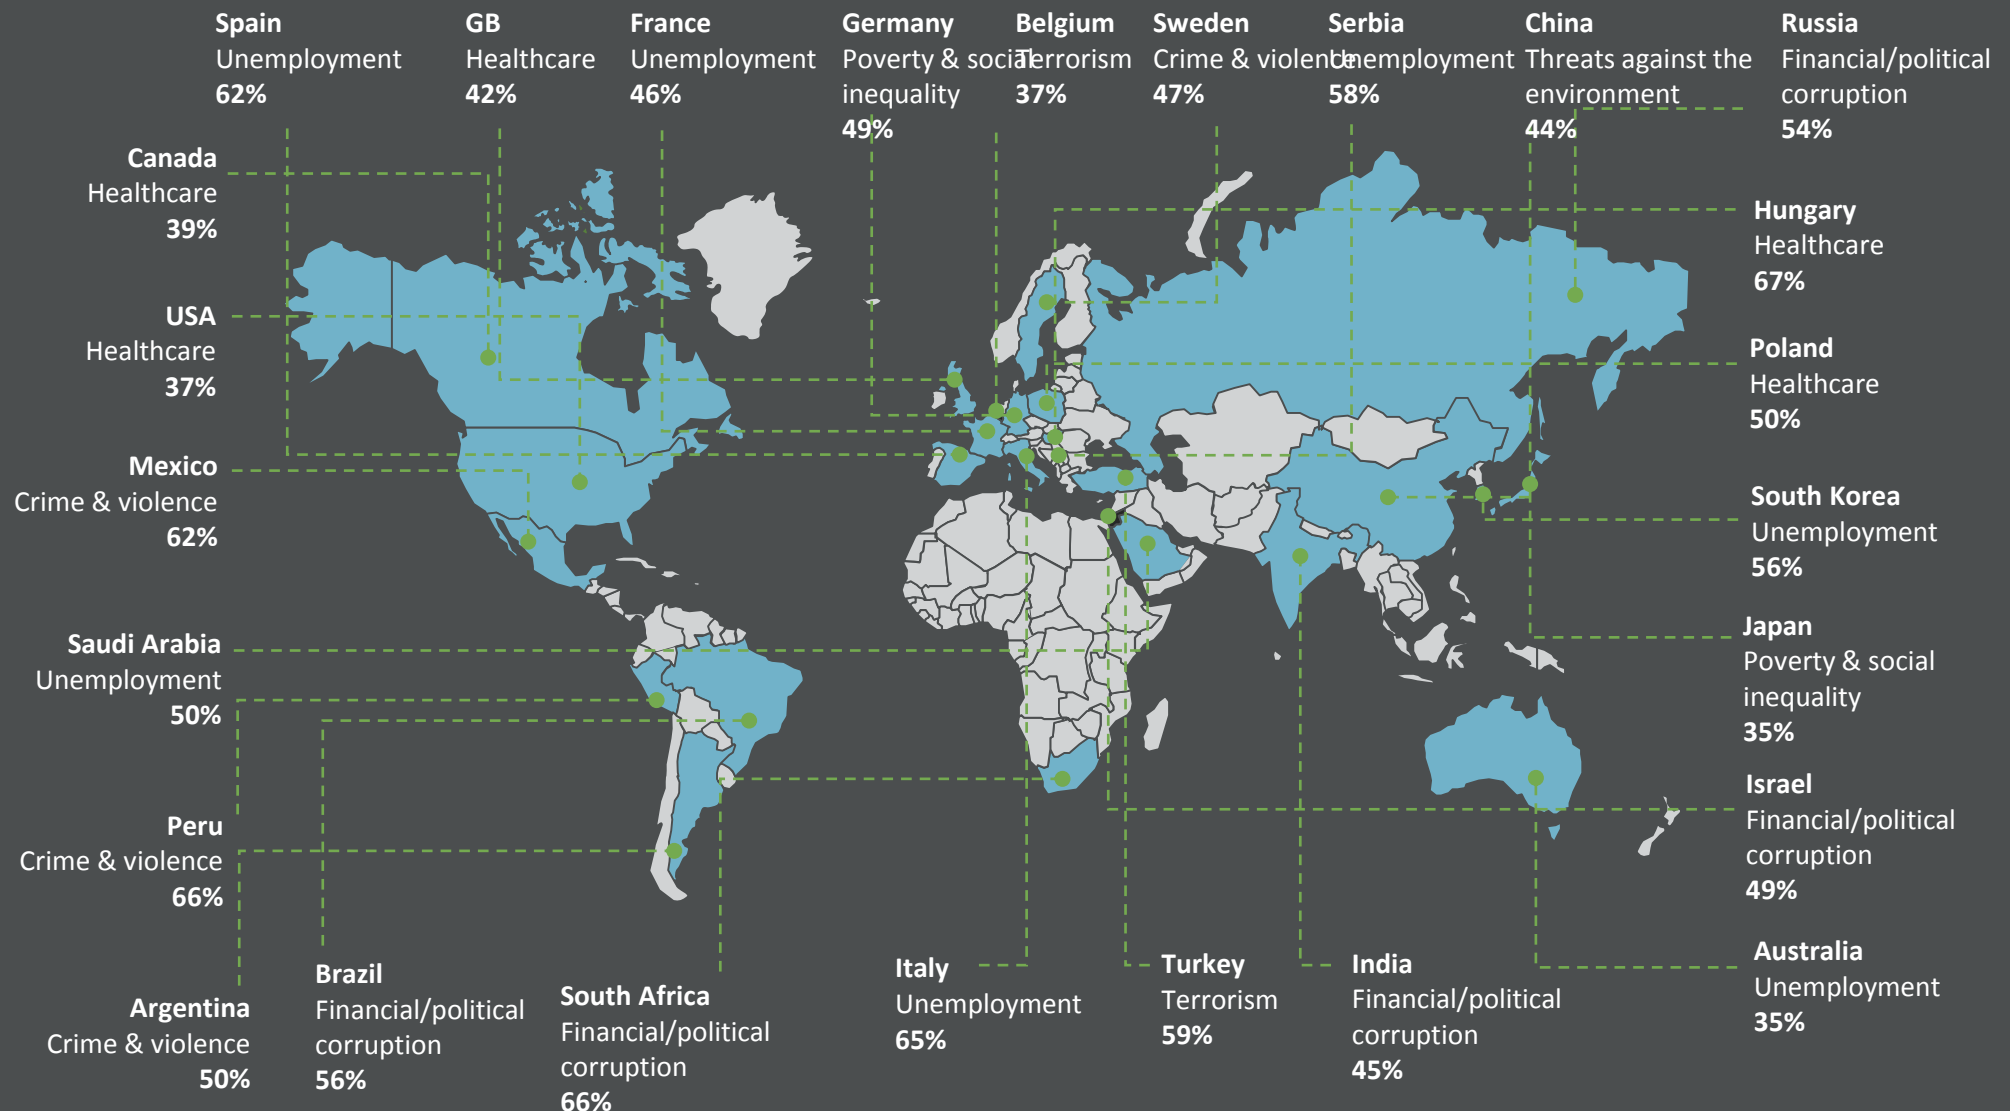 Spain
Unemployment
62%
GB
Healthcare
42%
France
Unemployment
46%
Germany
Poverty & social
inequality
49%
Belgium
Terrorism
37%
Sweden
Crime & violence
47%
Serbia
Unemployment
58%
China
Threats against the
environment
44%
Russia
Financial/political
corruption
54%
Canada
Healthcare
39%
USA
Healthcare
37%
Mexico
Crime & violence
62%
Saudi Arabia
Unemployment
50%
Peru
Crime & violence
66%
Argentina
Crime & violence
50%
Brazil
Financial/political
corruption
56%
South Africa
Financial/political
corruption
66%
Italy
Unemployment
65%
Turkey
Terrorism
59%
India
Financial/political
corruption
45%
Hungary
Healthcare
67%
Poland
Healthcare
50%
South Korea
Unemployment
56%
Japan
Poverty & social
inequality
35%
Israel
Financial/political
corruption
49%
Australia
Unemployment
35%